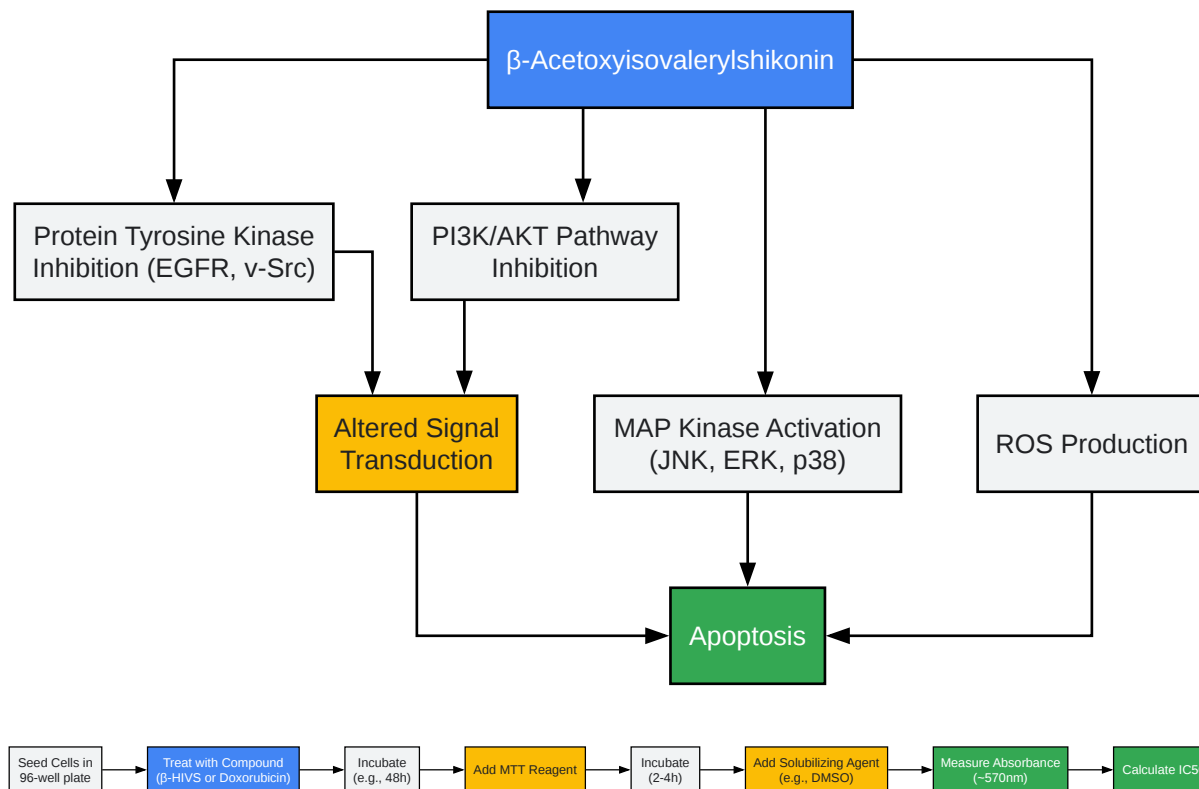 β-Acetoxyisovalerylshikonin
Protein Tyrosine Kinase
Inhibition (EGFR, v-Src)
PI3K/AKT Pathway
Inhibition
Altered Signal
Transduction
MAP Kinase Activation
(JNK, ERK, p38)
ROS Production
Apoptosis
Seed Cells in
96-well plate
Treat with Compound
(β-HIVS or Doxorubicin)
Incubate
(e.g., 48h)
Add MTT Reagent
Incubate
(2-4h)
Add Solubilizing Agent
(e.g., DMSO)
Measure Absorbance
(~570nm)
Calculate IC5